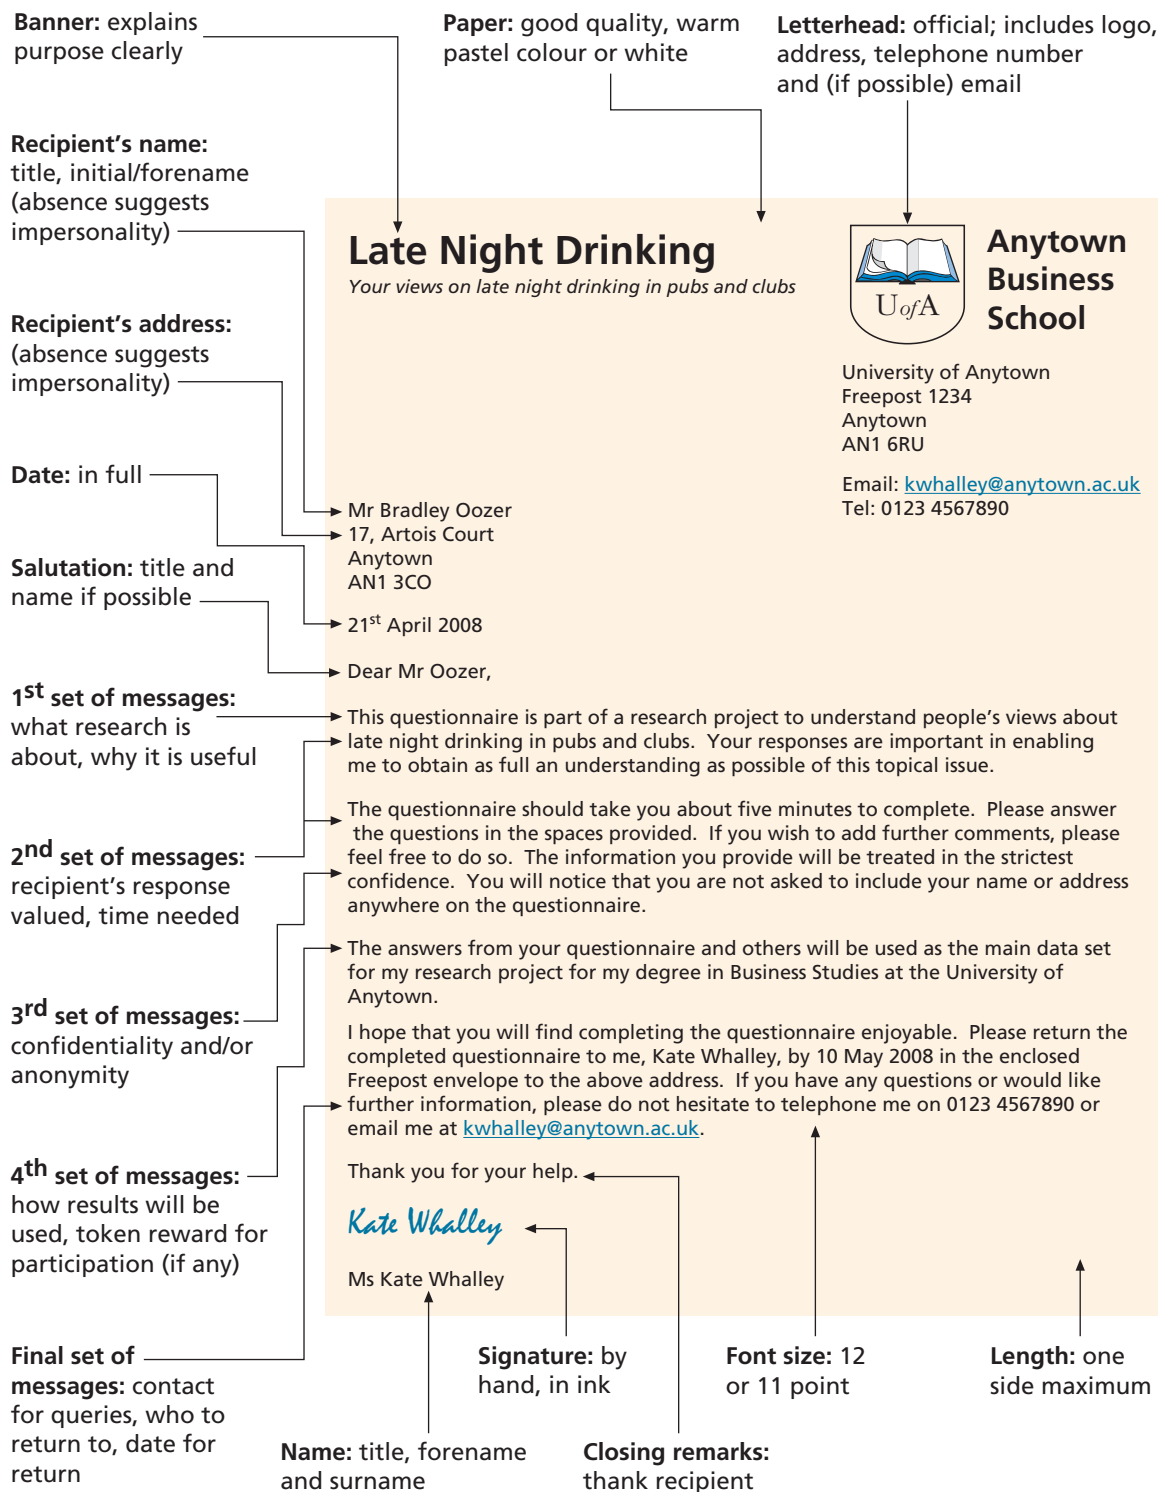 Banner: explains
purpose clearly
Paper: good quality, warm
pastel colour or white
Letterhead: official; includes logo,
address, telephone number
and (if possible) email
Recipient’s name:
title, initial/forename
(absence suggests
impersonality)
Recipient’s address:
(absence suggests
impersonality)
Date: in full
Salutation: title and
name if possible
1st set of messages:
what research is
about, why it is useful
2nd set of messages:
recipient’s response
valued, time needed
3rd set of messages:
confidentiality and/or
anonymity
4th set of messages:
how results will be
used, token reward for
participation (if any)
Final set of
messages: contact
for queries, who to
return to, date for
return
Late Night Drinking
Your views on late night drinking in pubs and clubs
U of A
Anytown
Business
School
University of Anytown
Freepost 1234
Anytown
AN1 6RU
Email: kwhalley@anytown.ac.uk
Tel: 0123 4567890
Mr Bradley Oozer
17, Artois Court
Anytown
AN1 3CO
21st April 2008
Dear Mr Oozer,
This questionnaire is part of a research project to understand people’s views about
late night drinking in pubs and clubs. Your responses are important in enabling
me to obtain as full an understanding as possible of this topical issue.
The questionnaire should take you about five minutes to complete. Please answer
the questions in the spaces provided. If you wish to add further comments, please
feel free to do so. The information you provide will be treated in the strictest
confidence. You will notice that you are not asked to include your name or address
anywhere on the questionnaire.
The answers from your questionnaire and others will be used as the main data set
for my research project for my degree in Business Studies at the University of
Anytown.
I hope that you will find completing the questionnaire enjoyable. Please return the
completed questionnaire to me, Kate Whalley, by 10 May 2008 in the enclosed
Freepost envelope to the above address. If you have any questions or would like
further information, please do not hesitate to telephone me on 0123 4567890 or
email me at kwhalley@anytown.ac.uk.
Thank you for your help.
Kate Whalley
Ms Kate Whalley
Signature: by
hand, in ink
Font size: 12
or 11 point
Length: one
side maximum
Name: title, forename
and surname
Closing remarks:
thank recipient